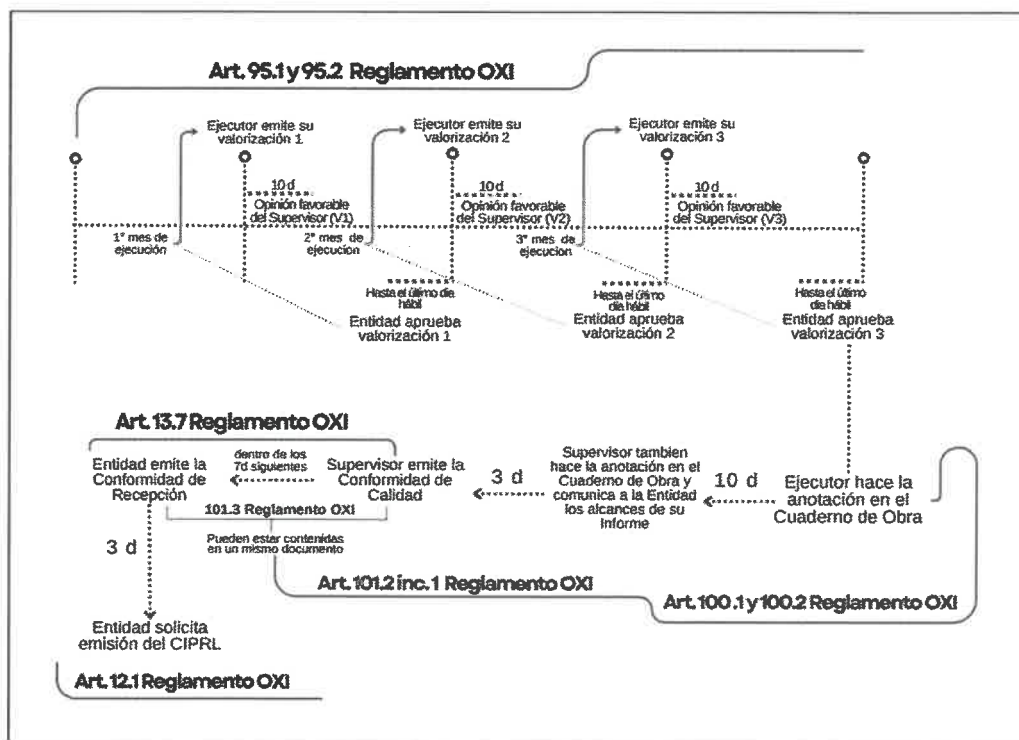 Art. 95.1 y 95.2 Reglamento OXI
Ejecutor emite su
valorización 1
Ejecutor emite su
valorización 2
Ejecutor emite su
valorización 3
10 d
Opinión favorable
del Supervisor (V1)
10 d
Opinión favorable
del Supervisor (V2)
10 d
Opinión favorable
del Supervisor (V3)
1° mes de
ejecución
2° mes de
ejecucion
3° mes de
ejecucion
Hasta el último día
hábil
Entidad aprueba
valorización 1
Hasta el último
día hábil
Entidad aprueba
valorización 2
Hasta el último
día hábil
Entidad aprueba
valorización 3
Art. 13.7 Reglamento OXI
Entidad emite la
Conformidad de
Recepción
dentro de los
7d siguientes
Supervisor emite la
Conformidad de
Calidad
3 d
Supervisor tambien
hace la anotación en el
Cuaderno de Obra y
comunica a la Entidad
los alcances de su
Informe
10 d
Ejecutor hace la
anotación en el
Cuaderno de Obra
101.3 Reglamento OXI
Pueden estar contenidas
en un mismo documento
3 d
Art. 101.2 inc. 1 Reglamento OXI
Art. 100.1 y 100.2 Reglamento OXI
Entidad solicita
emisión del CIPRL
Art. 12.1 Reglamento OXI